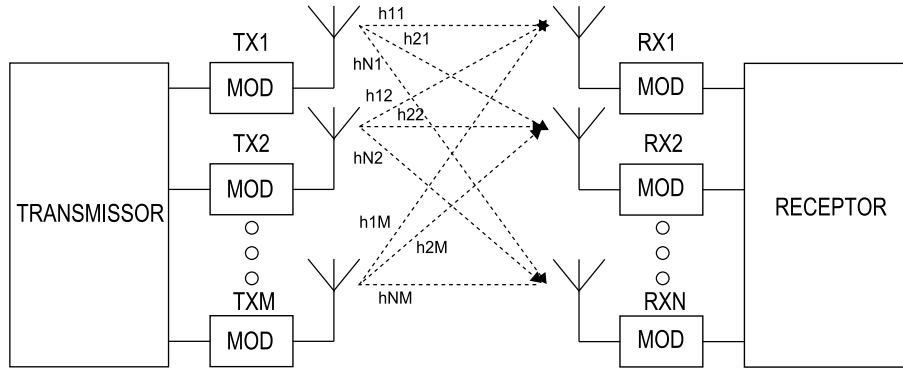 h11
TX1
h21
RX1
hN1
MOD
MOD
h12
h22
TX2
RX2
hN2
MOD
MOD
TRANSMISSOR
RECEPTOR
h1M
h2M
TXM
hNM
RXN
MOD
MOD